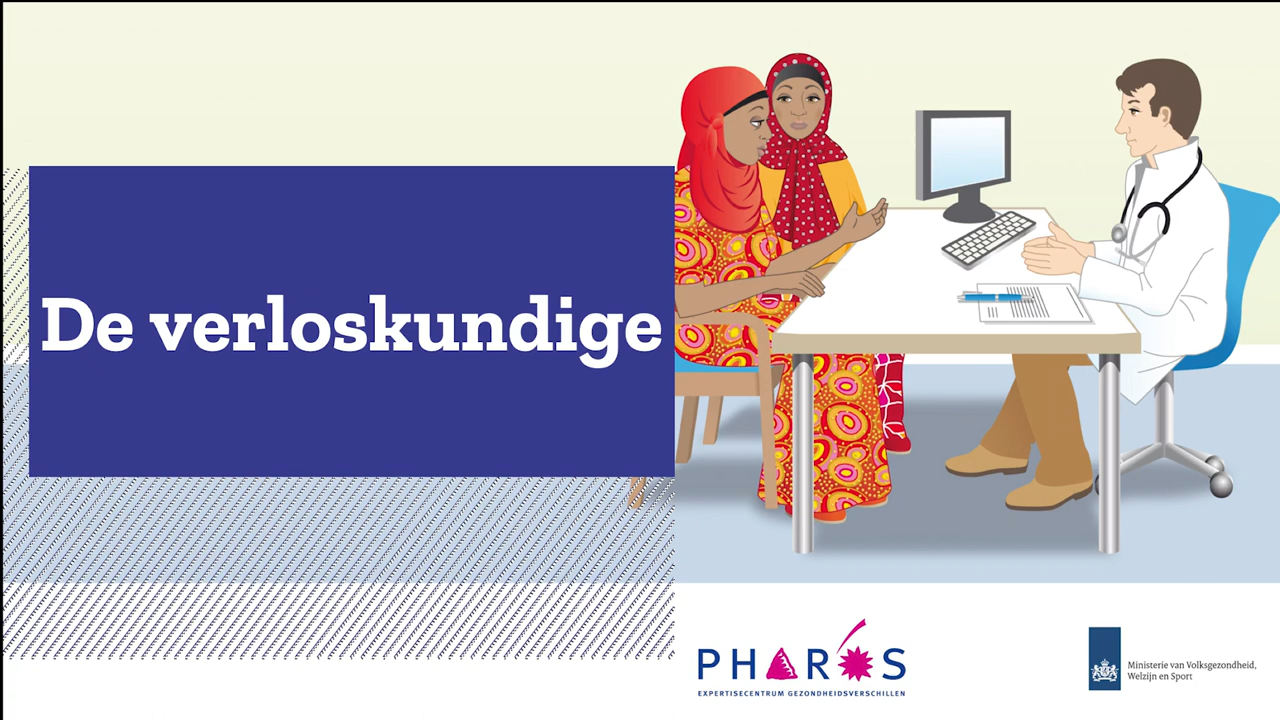 De verloskundige
PHAROS
EXPERTISECENTRUM GEZONDHEIDSVERSCHILLEN
Ministerie van Volksgezondheid,
Welzijn en Sport